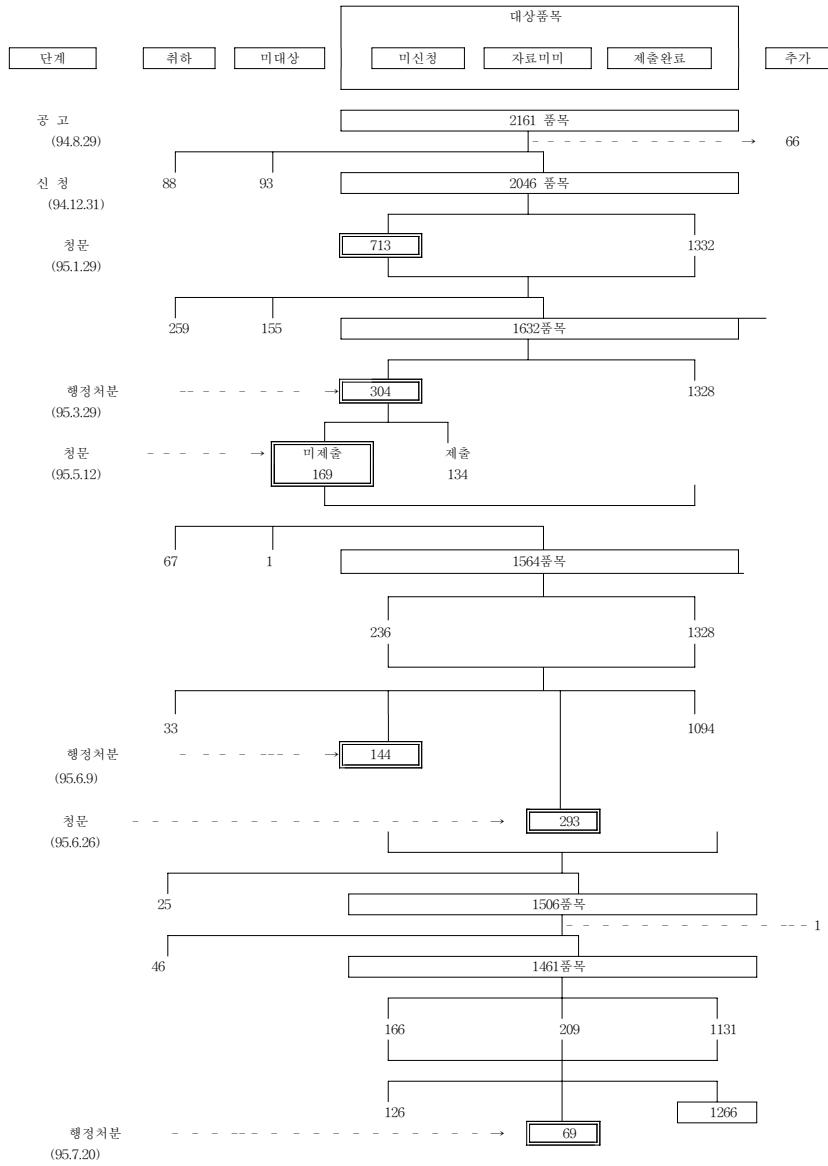 대상품목
단계 취하 미대상 미신청 자료미미 제출완료 추가
공 고 2161 품목
(94.8.29) 66
신 청 88 93 2046 품목
(94.12.31)
청문 713 1332
(95.1.29)
259 155 1632품목
행정처분 304 1328
(95.3.29)
청문 미제출 제출
(95.5.12) 169 134
67 1 1564품목
236 1328
33 1094
행정처분 144
(95.6.9)
청문 293
(95.6.26)
25 1506품목
1
46 1461품목
166 209 1131
126 1266
행정처분 69
(95.7.20)